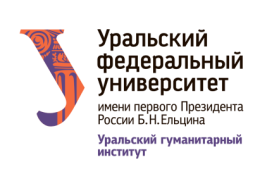 Уральский
федеральный
университет
имени первого Президента
России Б.Н.Ельцина
Уральский гуманитарный
институт